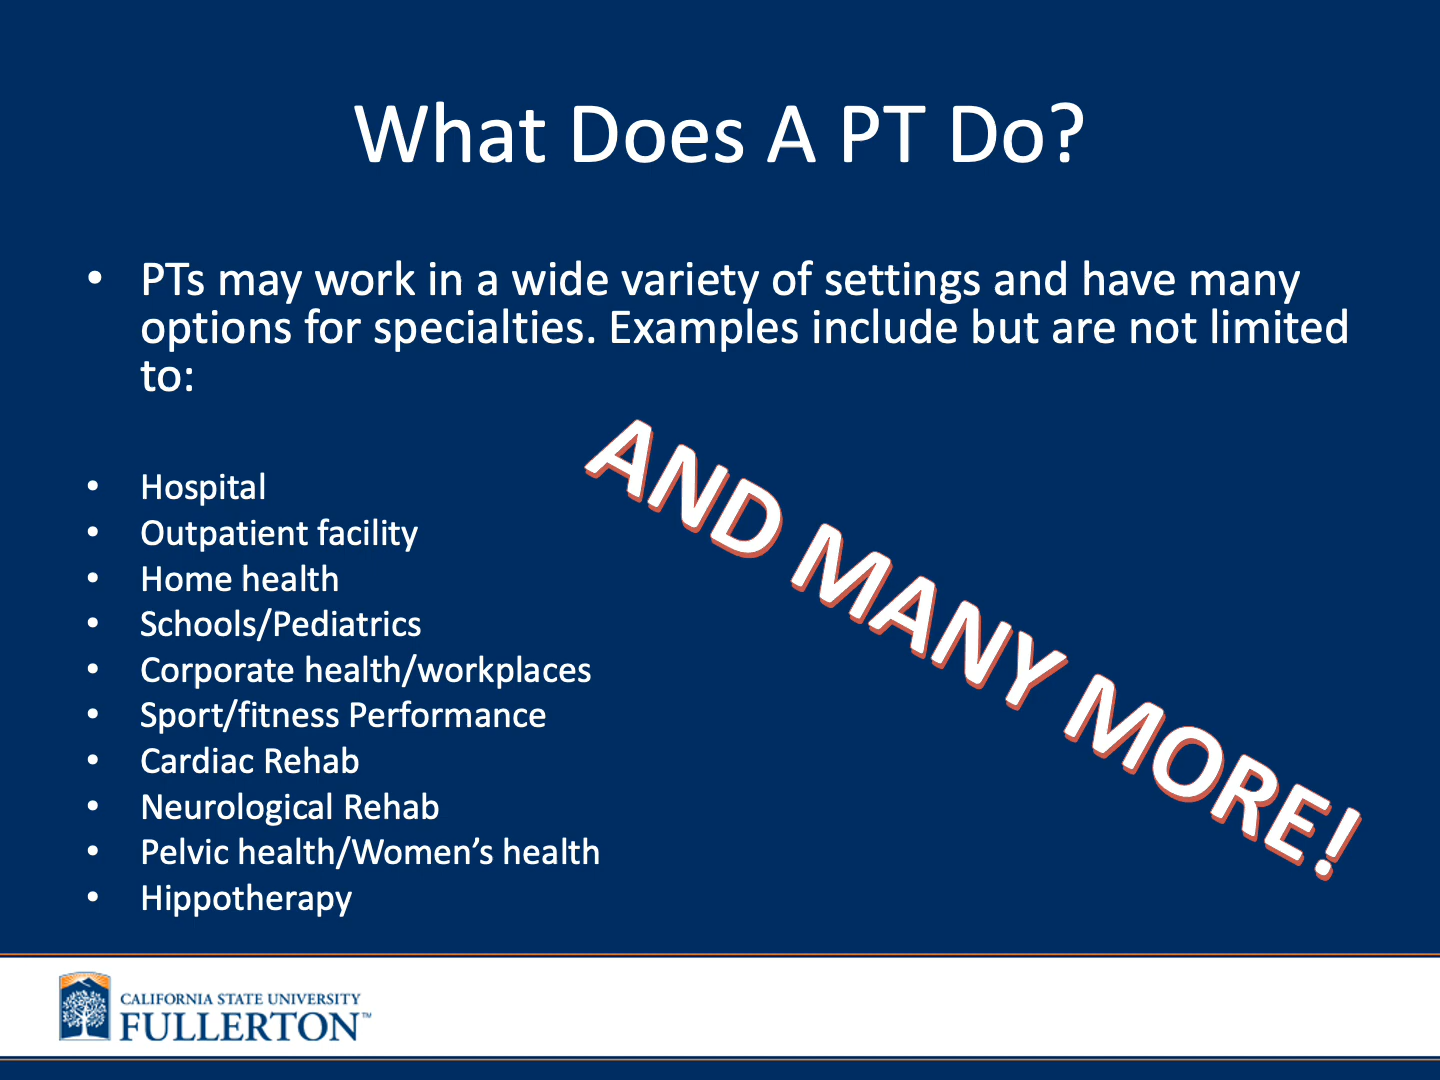 What Does A PT Do?
• PTs may work in a wide variety of settings and have many
options for specialties. Examples include but are not limited
to:
• Hospital
• Outpatient facility
• Home health
• Schools/Pediatrics
• Corporate health/workplaces
• Sport/fitness Performance
• Cardiac Rehab
• Neurological Rehab
• Pelvic health/Women’s health
• Hippotherapy
AND MANY MORE!
CALIFORNIA STATE UNIVERSITY
FULLERTON™